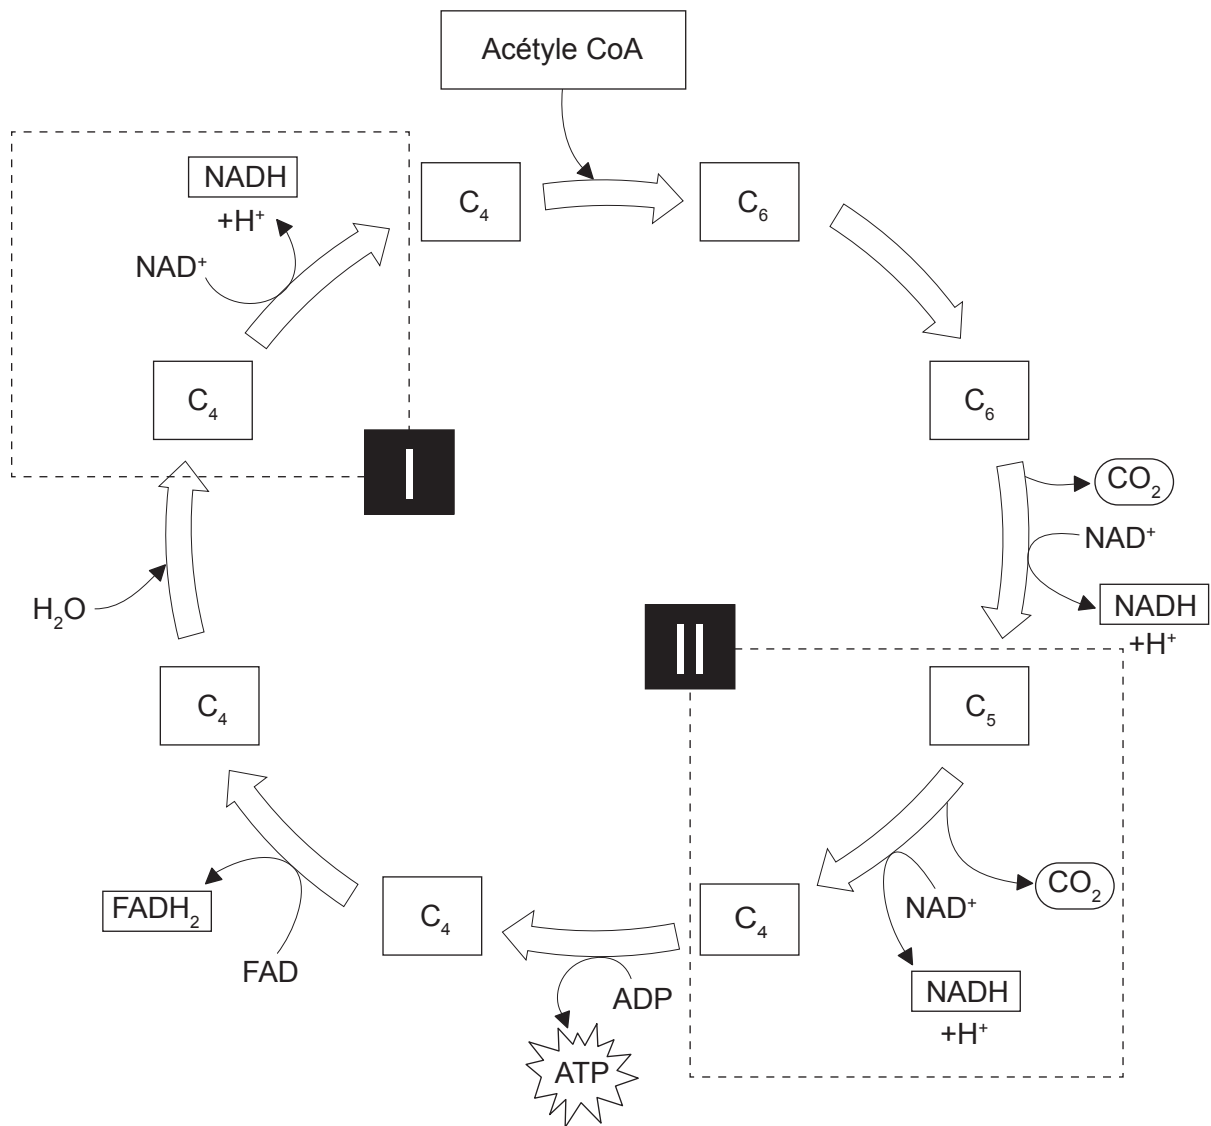 Acétyle CoA
NADH
+H⁺
NAD⁺
C₄
C₆
C₄
I
C₆
CO₂
NAD⁺
NADH
+H⁺
H₂O
II
C₄
C₅
FADH₂
FAD
C₄
ADP
ATP
C₄
NAD⁺
CO₂
NADH
+H⁺